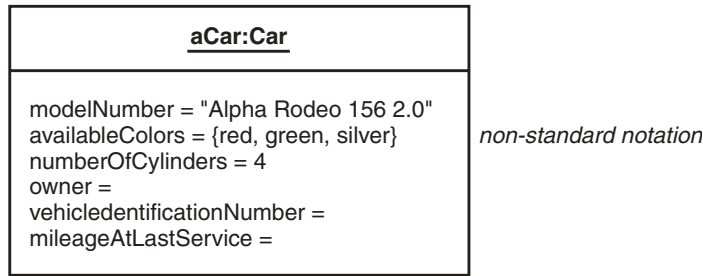 aCar:Car
modelNumber = "Alpha Rodeo 156 2.0"
availableColors = {red, green, silver}
non-standard notation
numberOfCylinders = 4
owner =
vehicledentificationNumber =
mileageAtLastService =